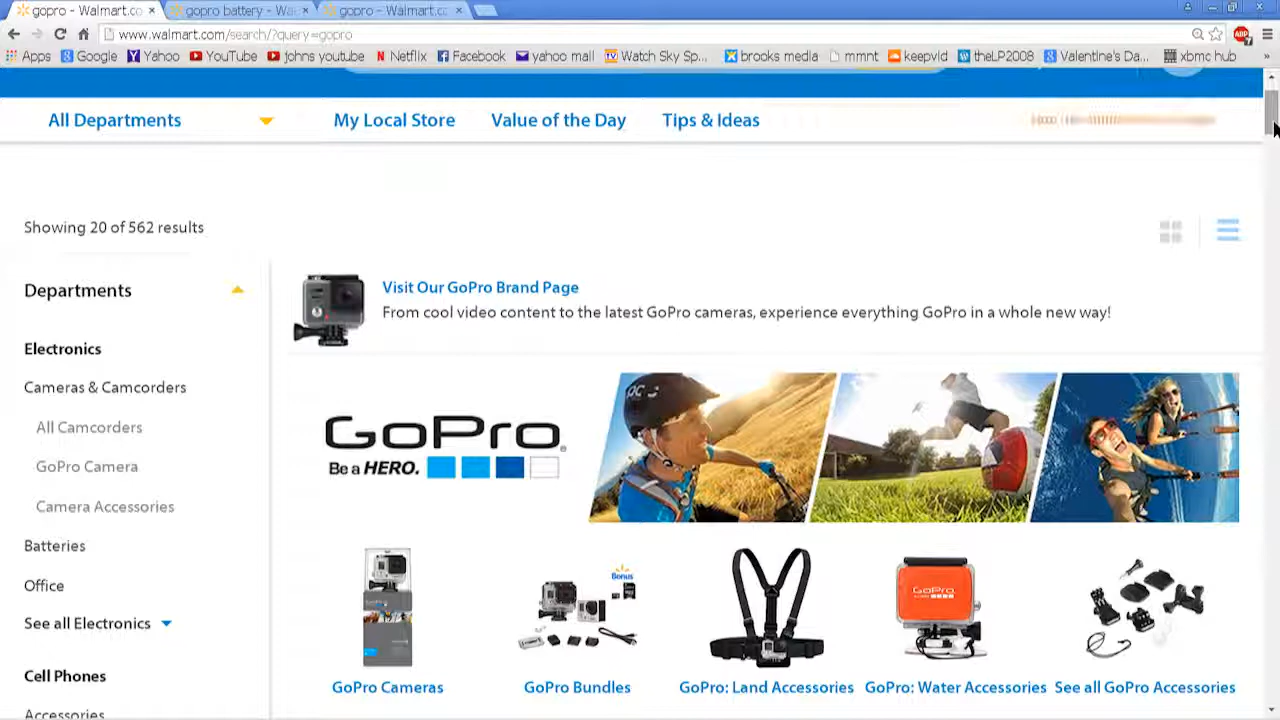 gopro - Walmart.co
gopro battery - Wa
gopro - Walmart.cc
www.walmart.com/search/?query=gopro
ABP
Apps
Google
Yahoo
YouTube
johns youtube
Netflix
Facebook
yahoo mail
Watch Sky Sp...
brooks media
mmnt
keepvid
theLP2008
Valentine's Da...
xbmc hub
»
All Departments
My Local Store
Value of the Day
Tips & Ideas
Showing 20 of 562 results
Departments
Electronics
Cameras & Camcorders
All Camcorders
GoPro Camera
Camera Accessories
Batteries
Office
See all Electronics
Cell Phones
Accessories
Visit Our GoPro Brand Page
From cool video content to the latest GoPro cameras, experience everything GoPro in a whole new way!
GoPro
Be a HERO.
Bonus
GoPro
GoPro Cameras
GoPro Bundles
GoPro: Land Accessories
GoPro: Water Accessories
See all GoPro Accessories